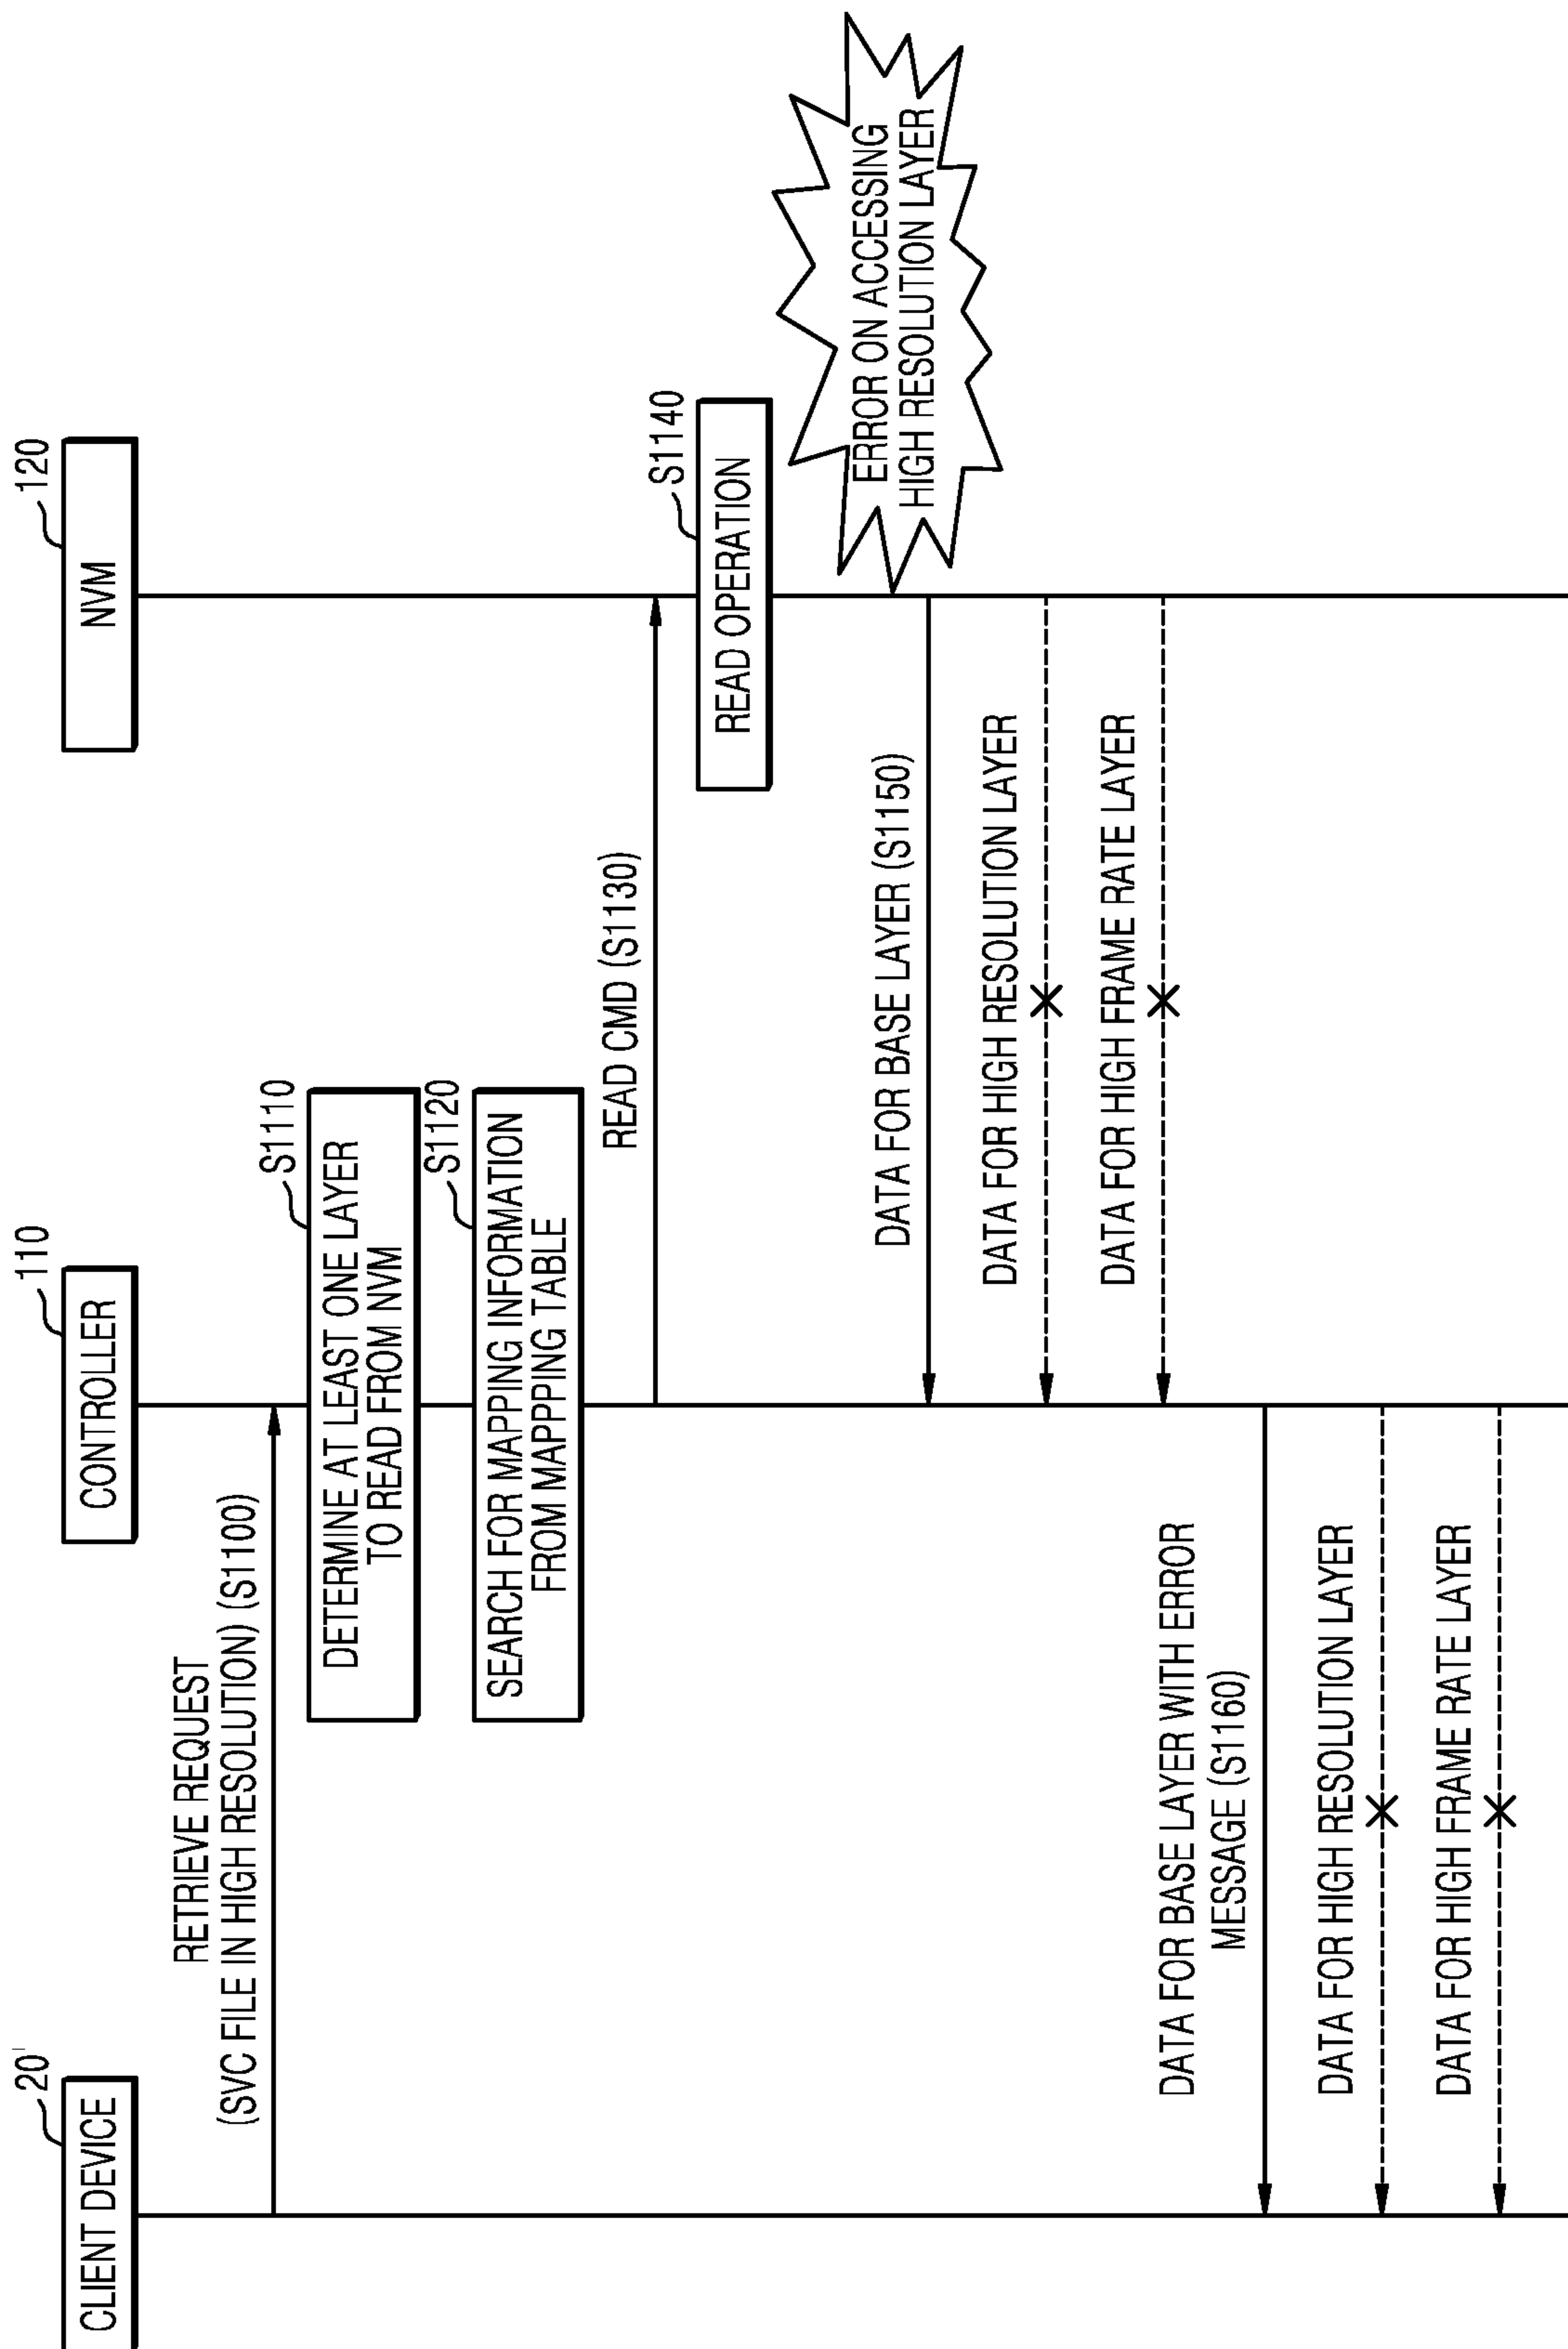 20'
CLIENT DEVICE
110
CONTROLLER
120
NVM
RETRIEVE REQUEST
(SVC FILE IN HIGH RESOLUTION) (S1100)
S1110
DETERMINE AT LEAST ONE LAYER
TO READ FROM NVM
S1120
SEARCH FOR MAPPING INFORMATION
FROM MAPPPING TABLE
READ CMD (S1130)
S1140
READ OPERATION
ERROR ON ACCESSING
HIGH RESOLUTION LAYER
DATA FOR BASE LAYER (S1150)
DATA FOR HIGH RESOLUTION LAYER
DATA FOR HIGH FRAME RATE LAYER
DATA FOR BASE LAYER WITH ERROR
MESSAGE (S1160)
DATA FOR HIGH RESOLUTION LAYER
DATA FOR HIGH FRAME RATE LAYER